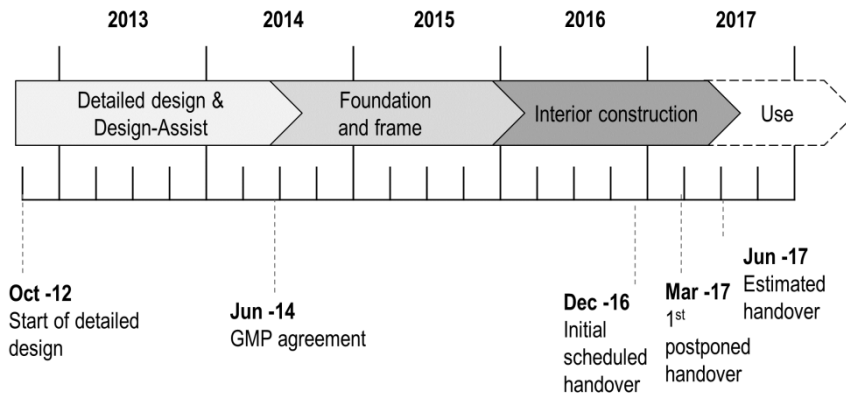 2013 2014 2015 2016 2017
Detailed design &
Design-Assist
Foundation
and frame
Interior construction
Use
Oct -12
Start of detailed
design
Jun -14
GMP agreement
Dec -16
Initial
scheduled
handover
Mar -17
1st
postponed
handover
Jun -17
Estimated
handover